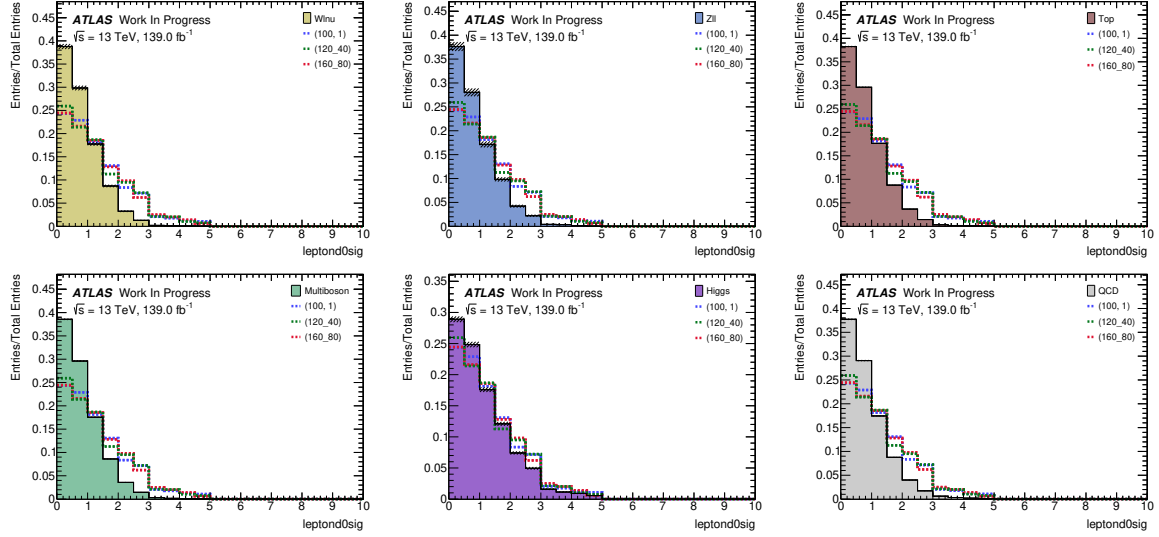 ATLAS Work In Progress
√s = 13 TeV, 139.0 fb⁻¹
Wlnu
(100, 1)
(120_40)
(160_80)
Entries/Total Entries
0.4
0.35
0.3
0.25
0.2
0.15
0.1
0.05
0
0 1 2 3 4 5 6 7 8 9 10
leptond0sig
ATLAS Work In Progress
√s = 13 TeV, 139.0 fb⁻¹
Zll
(100, 1)
(120_40)
(160_80)
Entries/Total Entries
0.45
0.4
0.35
0.3
0.25
0.2
0.15
0.1
0.05
0
0 1 2 3 4 5 6 7 8 9 10
leptond0sig
ATLAS Work In Progress
√s = 13 TeV, 139.0 fb⁻¹
Top
(100, 1)
(120_40)
(160_80)
Entries/Total Entries
0.45
0.4
0.35
0.3
0.25
0.2
0.15
0.1
0.05
0
0 1 2 3 4 5 6 7 8 9 10
leptond0sig
ATLAS Work In Progress
√s = 13 TeV, 139.0 fb⁻¹
Multiboson
(100, 1)
(120_40)
(160_80)
Entries/Total Entries
0.45
0.4
0.35
0.3
0.25
0.2
0.15
0.1
0.05
0
0 1 2 3 4 5 6 7 8 9 10
leptond0sig
ATLAS Work In Progress
√s = 13 TeV, 139.0 fb⁻¹
Higgs
(100, 1)
(120_40)
(160_80)
Entries/Total Entries
0.35
0.3
0.25
0.2
0.15
0.1
0.05
0
0 1 2 3 4 5 6 7 8 9 10
leptond0sig
ATLAS Work In Progress
√s = 13 TeV, 139.0 fb⁻¹
QCD
(100, 1)
(120_40)
(160_80)
Entries/Total Entries
0.45
0.4
0.35
0.3
0.25
0.2
0.15
0.1
0.05
0
0 1 2 3 4 5 6 7 8 9 10
leptond0sig